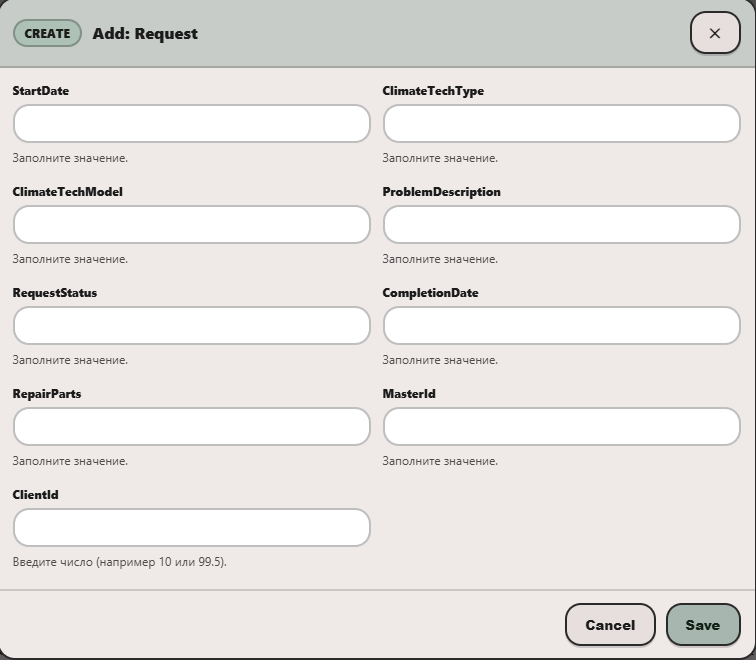 CREATE Add: Request ×
StartDate ClimateTechType
Заполните значение. Заполните значение.
ClimateTechModel ProblemDescription
Заполните значение. Заполните значение.
RequestStatus CompletionDate
Заполните значение. Заполните значение.
RepairParts MasterId
Заполните значение. Заполните значение.
ClientId
Введите число (например 10 или 99.5).
Cancel Save